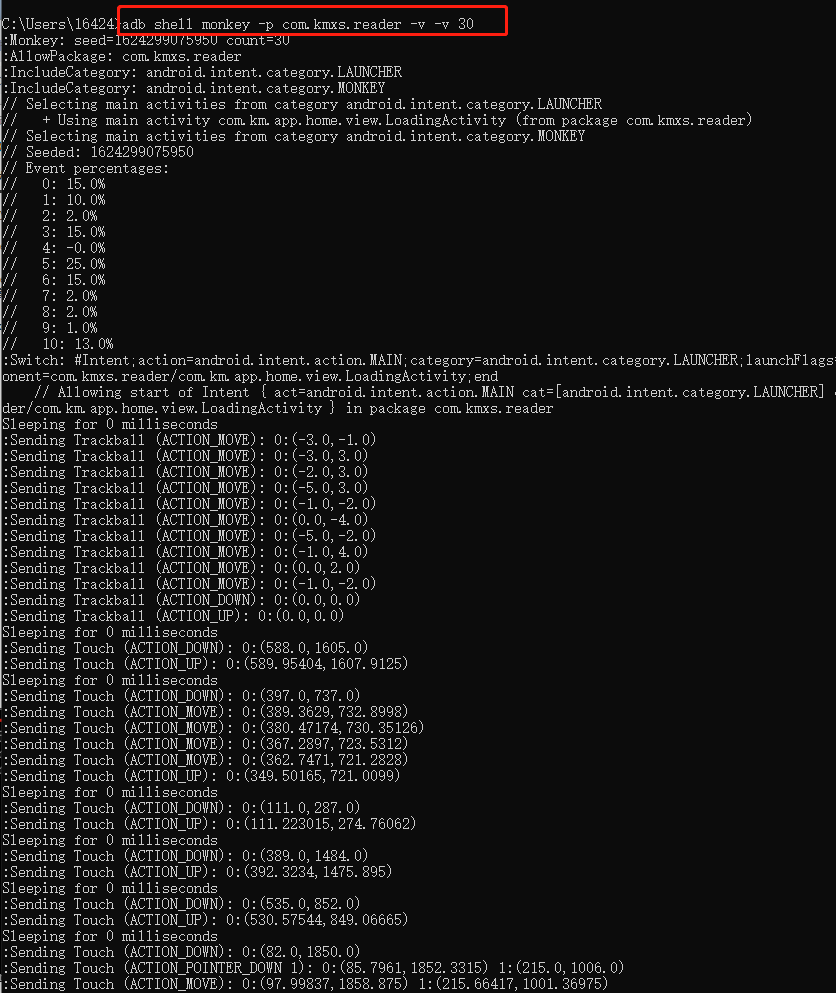 C:\Users\16424>adb shell monkey -p com.kmxs.reader -v -v 30
:Monkey: seed=1624299075950 count=30
:AllowPackage: com.kmxs.reader
:IncludeCategory: android.intent.category.LAUNCHER
:IncludeCategory: android.intent.category.MONKEY
// Selecting main activities from category android.intent.category.LAUNCHER
//   + Using main activity com.km.app.home.view.LoadingActivity (from package com.kmxs.reader)
// Selecting main activities from category android.intent.category.MONKEY
// Seeded: 1624299075950
// Event percentages:
//   0: 15.0%
//   1: 10.0%
//   2: 2.0%
//   3: 15.0%
//   4: -0.0%
//   5: 25.0%
//   6: 15.0%
//   7: 2.0%
//   8: 2.0%
//   9: 1.0%
//   10: 13.0%
:Switch: #Intent;action=android.intent.action.MAIN;category=android.intent.category.LAUNCHER;launchFlags=
onent=com.kmxs.reader/com.km.app.home.view.LoadingActivity;end
    // Allowing start of Intent { act=android.intent.action.MAIN cat=[android.intent.category.LAUNCHER]
der/com.km.app.home.view.LoadingActivity } in package com.kmxs.reader
Sleeping for 0 milliseconds
:Sending Trackball (ACTION_MOVE): 0:(-3.0,-1.0)
:Sending Trackball (ACTION_MOVE): 0:(-3.0,3.0)
:Sending Trackball (ACTION_MOVE): 0:(-2.0,3.0)
:Sending Trackball (ACTION_MOVE): 0:(-5.0,3.0)
:Sending Trackball (ACTION_MOVE): 0:(-1.0,-2.0)
:Sending Trackball (ACTION_MOVE): 0:(0.0,-4.0)
:Sending Trackball (ACTION_MOVE): 0:(-5.0,-2.0)
:Sending Trackball (ACTION_MOVE): 0:(-1.0,4.0)
:Sending Trackball (ACTION_MOVE): 0:(0.0,2.0)
:Sending Trackball (ACTION_MOVE): 0:(-1.0,-2.0)
:Sending Trackball (ACTION_DOWN): 0:(0.0,0.0)
:Sending Trackball (ACTION_UP): 0:(0.0,0.0)
Sleeping for 0 milliseconds
:Sending Touch (ACTION_DOWN): 0:(588.0,1605.0)
:Sending Touch (ACTION_UP): 0:(589.95404,1607.9125)
Sleeping for 0 milliseconds
:Sending Touch (ACTION_DOWN): 0:(397.0,737.0)
:Sending Touch (ACTION_MOVE): 0:(389.3629,732.8998)
:Sending Touch (ACTION_MOVE): 0:(380.47174,730.35126)
:Sending Touch (ACTION_MOVE): 0:(367.2897,723.5312)
:Sending Touch (ACTION_MOVE): 0:(362.7471,721.2828)
:Sending Touch (ACTION_UP): 0:(349.50165,721.0099)
Sleeping for 0 milliseconds
:Sending Touch (ACTION_DOWN): 0:(111.0,287.0)
:Sending Touch (ACTION_UP): 0:(111.223015,274.76062)
Sleeping for 0 milliseconds
:Sending Touch (ACTION_DOWN): 0:(389.0,1484.0)
:Sending Touch (ACTION_UP): 0:(392.3234,1475.895)
Sleeping for 0 milliseconds
:Sending Touch (ACTION_DOWN): 0:(535.0,852.0)
:Sending Touch (ACTION_UP): 0:(530.57544,849.06665)
Sleeping for 0 milliseconds
:Sending Touch (ACTION_DOWN): 0:(82.0,1850.0)
:Sending Touch (ACTION_POINTER_DOWN 1): 0:(85.7961,1852.3315) 1:(215.0,1006.0)
:Sending Touch (ACTION_MOVE): 0:(97.99837,1858.875) 1:(215.66417,1001.36975)